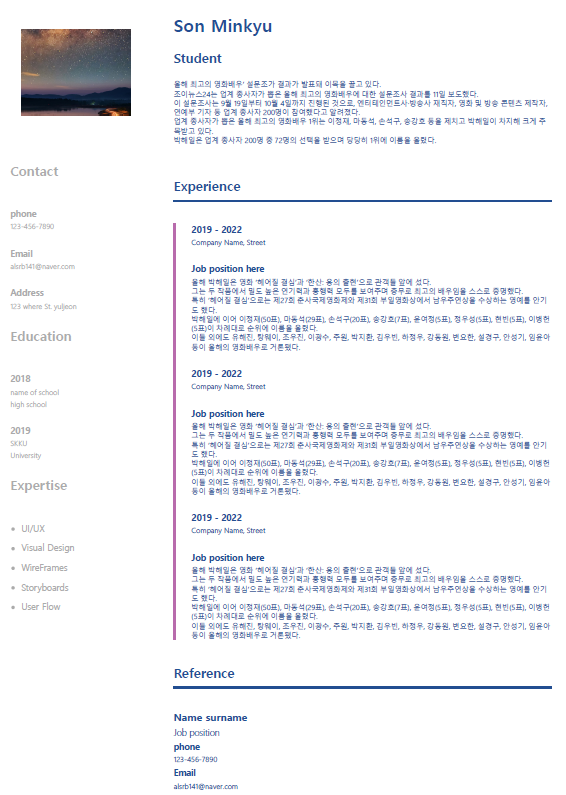 Son Minkyu
Student
올해 최고의 영화배우' 설문조가 결과가 발표돼 이목을 끌고 있다.
조이뉴스24는 업계 종사자가 뽑은 올해 최고의 영화배우에 대한 설문조사 결과를 11일 보도했다.
이 설문조사는 9월 19일부터 10월 4일까지 진행된 것으로, 엔터테인먼트사·방송사 재직자, 영화 및 방송 콘텐츠 제작자,
연예부 기자 등 업계 종사자 200명이 참여했다고 알려졌다.
업계 종사자가 뽑은 올해 최고의 영화배우 1위는 이정재, 마동석, 손석구, 송강호 등을 제치고 박해일이 차지해 크게 주
목받고 있다.
박해일은 업계 종사자 200명 중 72명의 선택을 받으며 당당히 1위에 이름을 올렸다.
Contact
phone
123-456-7890
Email
alsrb141@naver.com
Address
123 where St. yuljeon
Education
2018
name of school
high-school
2019
SKKU
University
Expertise
UI/UX
Visual Design
WireFrames
Storyboards
User Flow
Experience
2019 - 2022
Company Name, Street
Job position here
올해 박해일은 영화 '헤어질 결심'과 '한산: 용의 출현'으로 관객들 앞에 섰다.
그는 두 작품에서 밀도 높은 연기력과 흥행력 모두를 보여주며 충무로 최고의 배우임을 스스로 증명했다.
특히 '헤어질 결심'으로는 제27회 춘사국제영화제와 제31회 부일영화상에서 남우주연상을 수상하는 영예를 안기
도 했다.
박해일에 이어 이정재(50표), 마동석(29표), 손석구(20표), 송강호(7표), 윤여정(5표), 정우성(5표), 현빈(5표), 이병헌
(5표)이 차례대로 순위에 이름을 올렸다.
이들 외에도 유해진, 탕웨이, 조우진, 이광수, 주원, 박지환, 김우빈, 하정우, 강동원, 변요한, 설경구, 안성기, 임윤아
등이 올해의 영화배우로 거론됐다.
2019 - 2022
Company Name, Street
Job position here
올해 박해일은 영화 '헤어질 결심'과 '한산: 용의 출현'으로 관객들 앞에 섰다.
그는 두 작품에서 밀도 높은 연기력과 흥행력 모두를 보여주며 충무로 최고의 배우임을 스스로 증명했다.
특히 '헤어질 결심'으로는 제27회 춘사국제영화제와 제31회 부일영화상에서 남우주연상을 수상하는 영예를 안기
도 했다.
박해일에 이어 이정재(50표), 마동석(29표), 손석구(20표), 송강호(7표), 윤여정(5표), 정우성(5표), 현빈(5표), 이병헌
(5표)이 차례대로 순위에 이름을 올렸다.
이들 외에도 유해진, 탕웨이, 조우진, 이광수, 주원, 박지환, 김우빈, 하정우, 강동원, 변요한, 설경구, 안성기, 임윤아
등이 올해의 영화배우로 거론됐다.
2019 - 2022
Company Name, Street
Job position here
올해 박해일은 영화 '헤어질 결심'과 '한산: 용의 출현'으로 관객들 앞에 섰다.
그는 두 작품에서 밀도 높은 연기력과 흥행력 모두를 보여주며 충무로 최고의 배우임을 스스로 증명했다.
특히 '헤어질 결심'으로는 제27회 춘사국제영화제와 제31회 부일영화상에서 남우주연상을 수상하는 영예를 안기
도 했다.
박해일에 이어 이정재(50표), 마동석(29표), 손석구(20표), 송강호(7표), 윤여정(5표), 정우성(5표), 현빈(5표), 이병헌
(5표)이 차례대로 순위에 이름을 올렸다.
이들 외에도 유해진, 탕웨이, 조우진, 이광수, 주원, 박지환, 김우빈, 하정우, 강동원, 변요한, 설경구, 안성기, 임윤아
등이 올해의 영화배우로 거론됐다.
Reference
Name surname
Job position
phone
123-456-7890
Email
alsrb141@naver.com